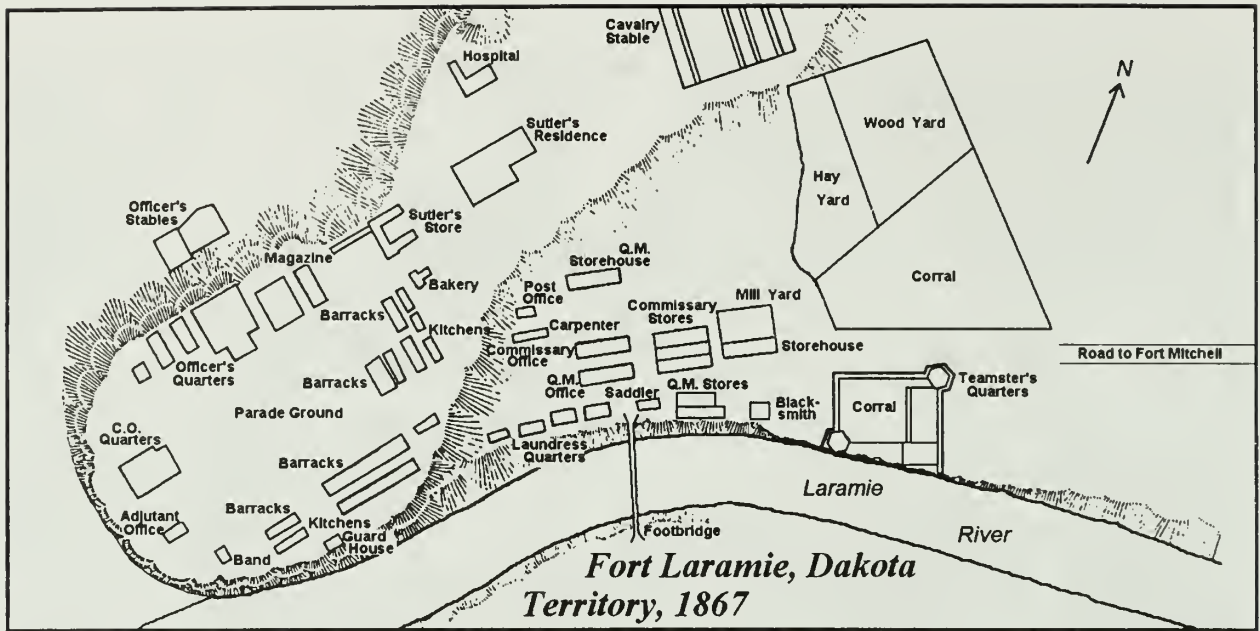 Cavalry
Stable
Hospital
N
Sutler's
Residence
Wood Yard
Hay
Yard
Officer's
Stables
Sutler's
Store
Magazine
Q.M.
Storehouse
Corral
Bakery
Post
Office
Mill Yard
Commissary
Stores
Barracks
Kitchens
Carpenter
Commissary
Office
Storehouse
Road to Fort Mitchell
Officer's
Quarters
Barracks
Q.M.
Office
Saddler
Q.M. Stores
Teamster's
Quarters
Parade Ground
Black-
smith
Corral
C.O.
Quarters
Laundress
Quarters
Barracks
Laramie
River
Adjutant
Office
Barracks
Kitchens
Guard
House
Band
Footbridge
Fort Laramie, Dakota
Territory, 1867